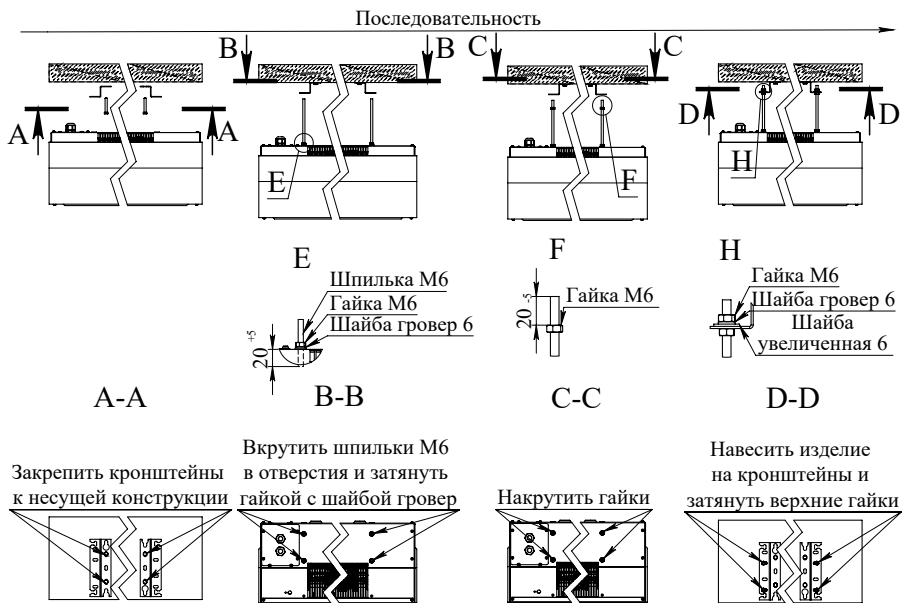 Последовательность
A
A
B
B
C
C
D
D
E
F
H
E
Шпилька М6
Гайка М6
Шайба гровер 6
20 +5
F
Гайка М6
20 -5
H
Гайка М6
Шайба гровер 6
Шайба
увеличенная 6
A-A
B-B
C-C
D-D
Закрепить кронштейны
к несущей конструкции
Вкрутить шпильки М6
в отверстия и затянуть
гайкой с шайбой гровер
Накрутить гайки
Навесить изделие
на кронштейны и
затянуть верхние гайки